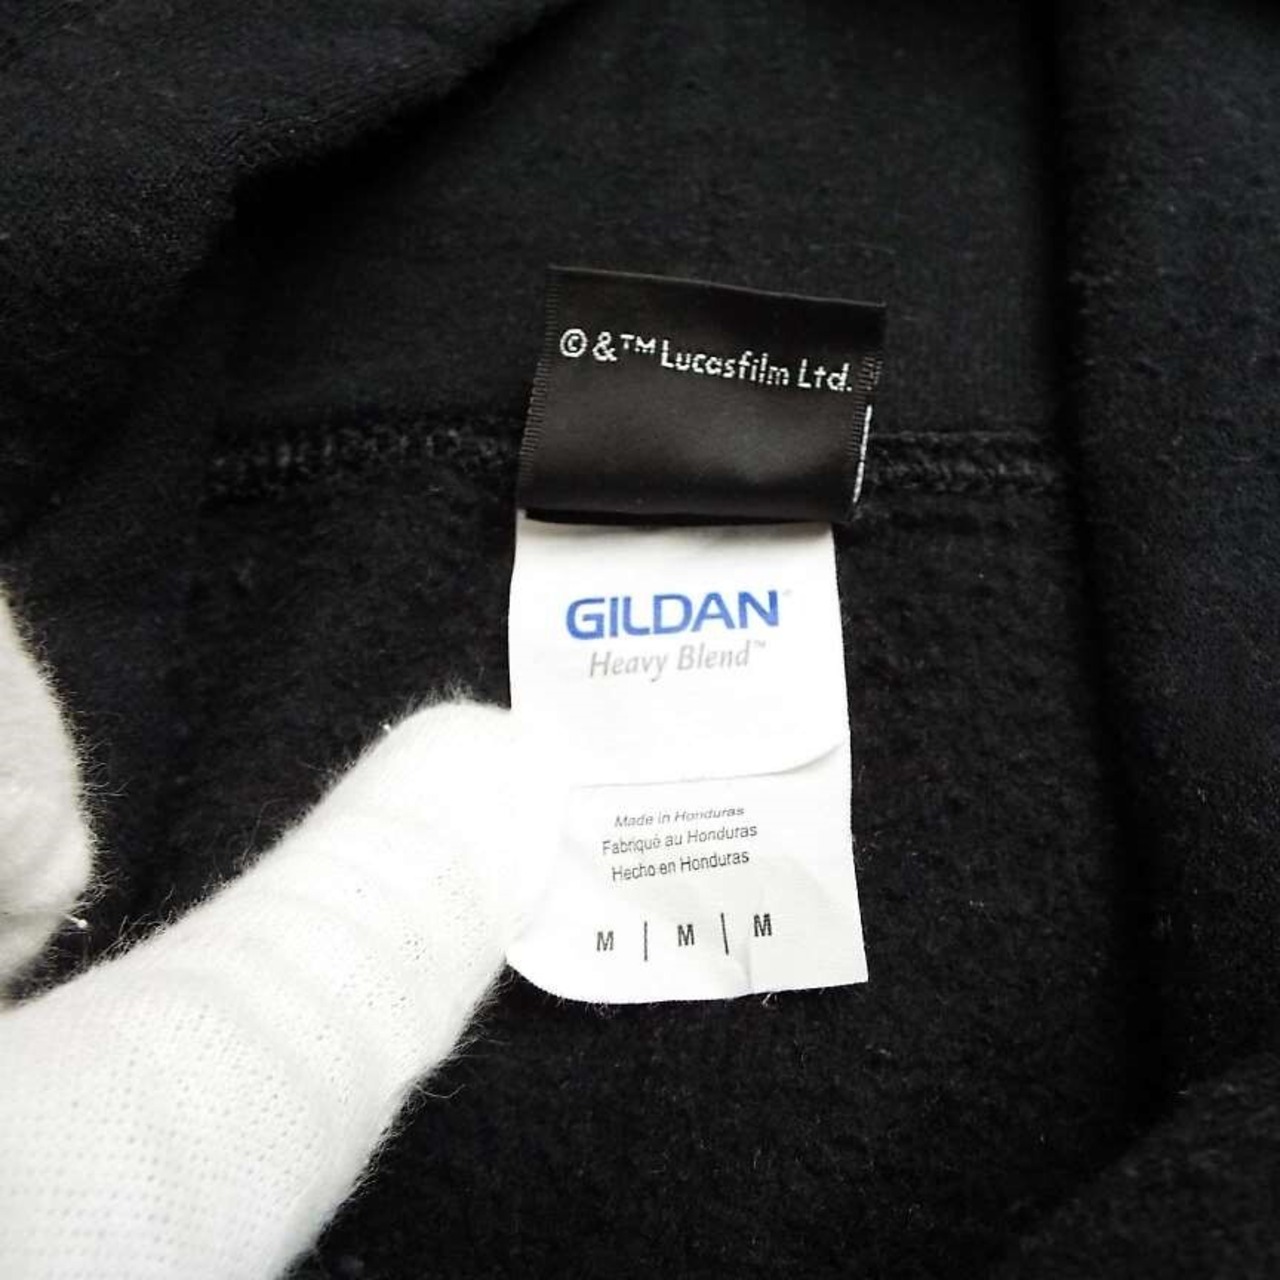 © &™ Lucasfilm Ltd.
GILDAN®
Heavy Blend™
Made in Honduras
Fabriqué au Honduras
Hecho en Honduras
M | M | M